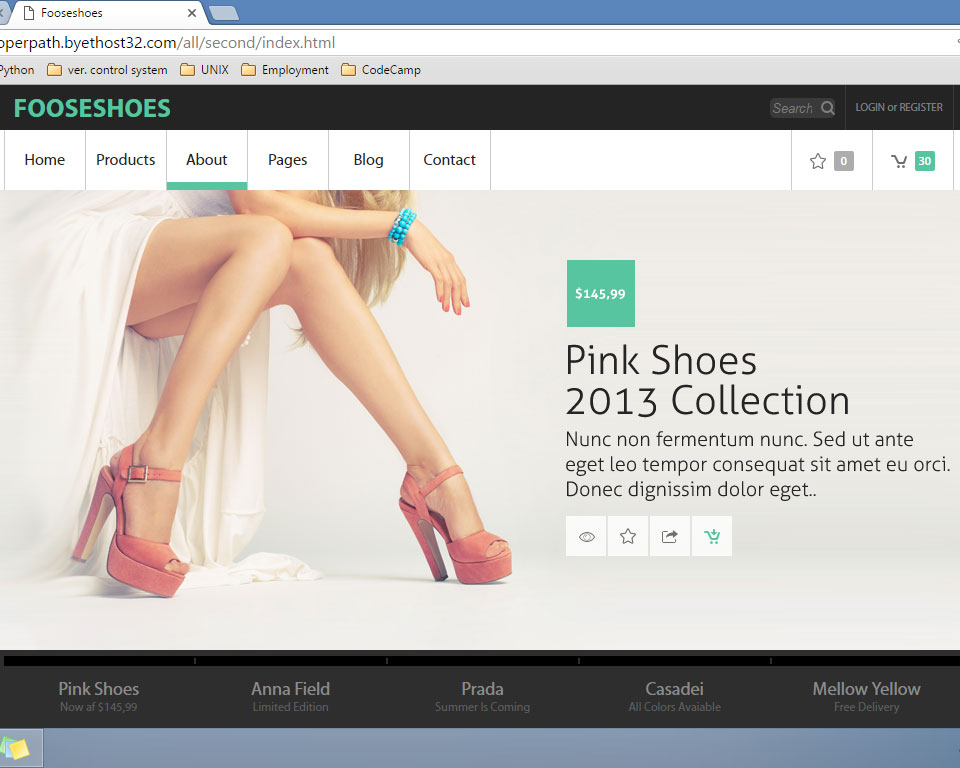 Fooseshoes
operpath.byethost32.com/all/second/index.html
Python ver. control system UNIX Employment CodeCamp
FOOSESHOES
Search
LOGIN or REGISTER
Home Products About Pages Blog Contact
0
30
$145,99
Pink Shoes
2013 Collection
Nunc non fermentum nunc. Sed ut ante
eget leo tempor consequat sit amet eu orci.
Donec dignissim dolor eget..
Pink Shoes Anna Field Prada Casadei Mellow Yellow
Now af $145,99 Limited Edition Summer Is Coming All Colors Avaiable Free Delivery